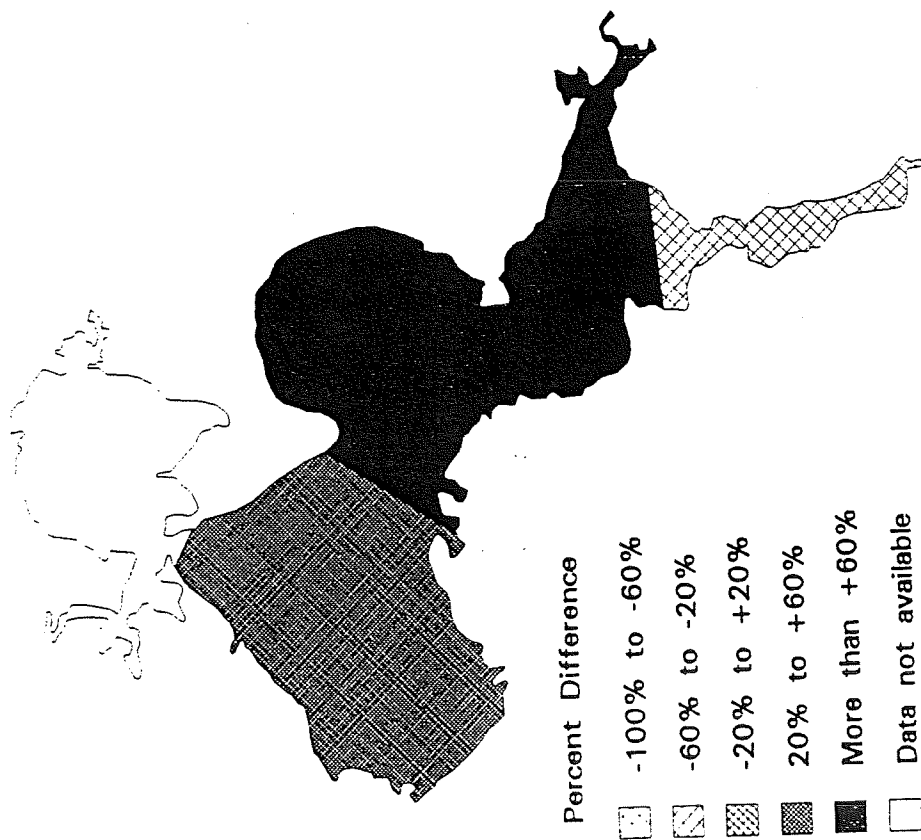 Percent Difference
-100% to -60%
-60% to -20%
-20% to +20%
20% to +60%
More than +60%
Data not available